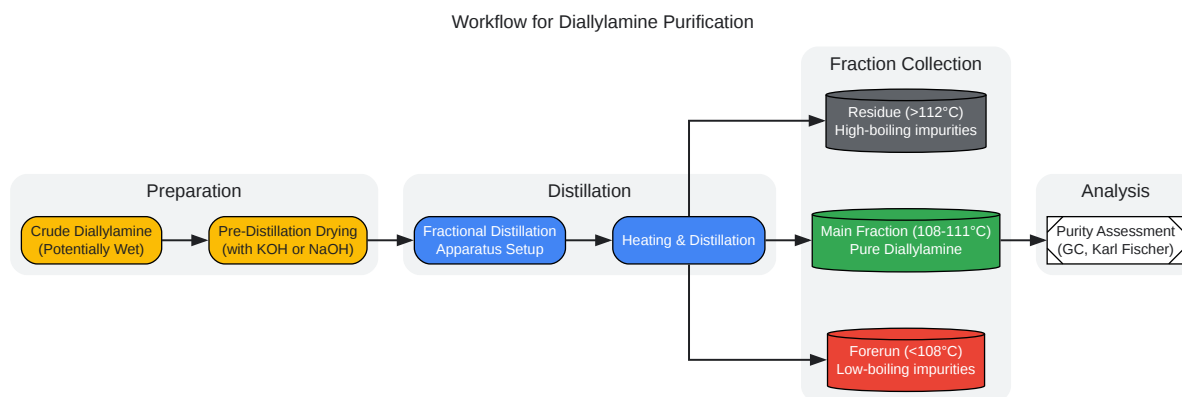 Workflow for Diallylamine Purification
Preparation
Crude Diallylamine
(Potentially Wet)
Pre-Distillation Drying
(with KOH or NaOH)
Distillation
Fractional Distillation
Apparatus Setup
Heating & Distillation
Fraction Collection
Residue (>112°C)
High-boiling impurities
Main Fraction (108-111°C)
Pure Diallylamine
Forerun (<108°C)
Low-boiling impurities
Analysis
Purity Assessment
(GC, Karl Fischer)